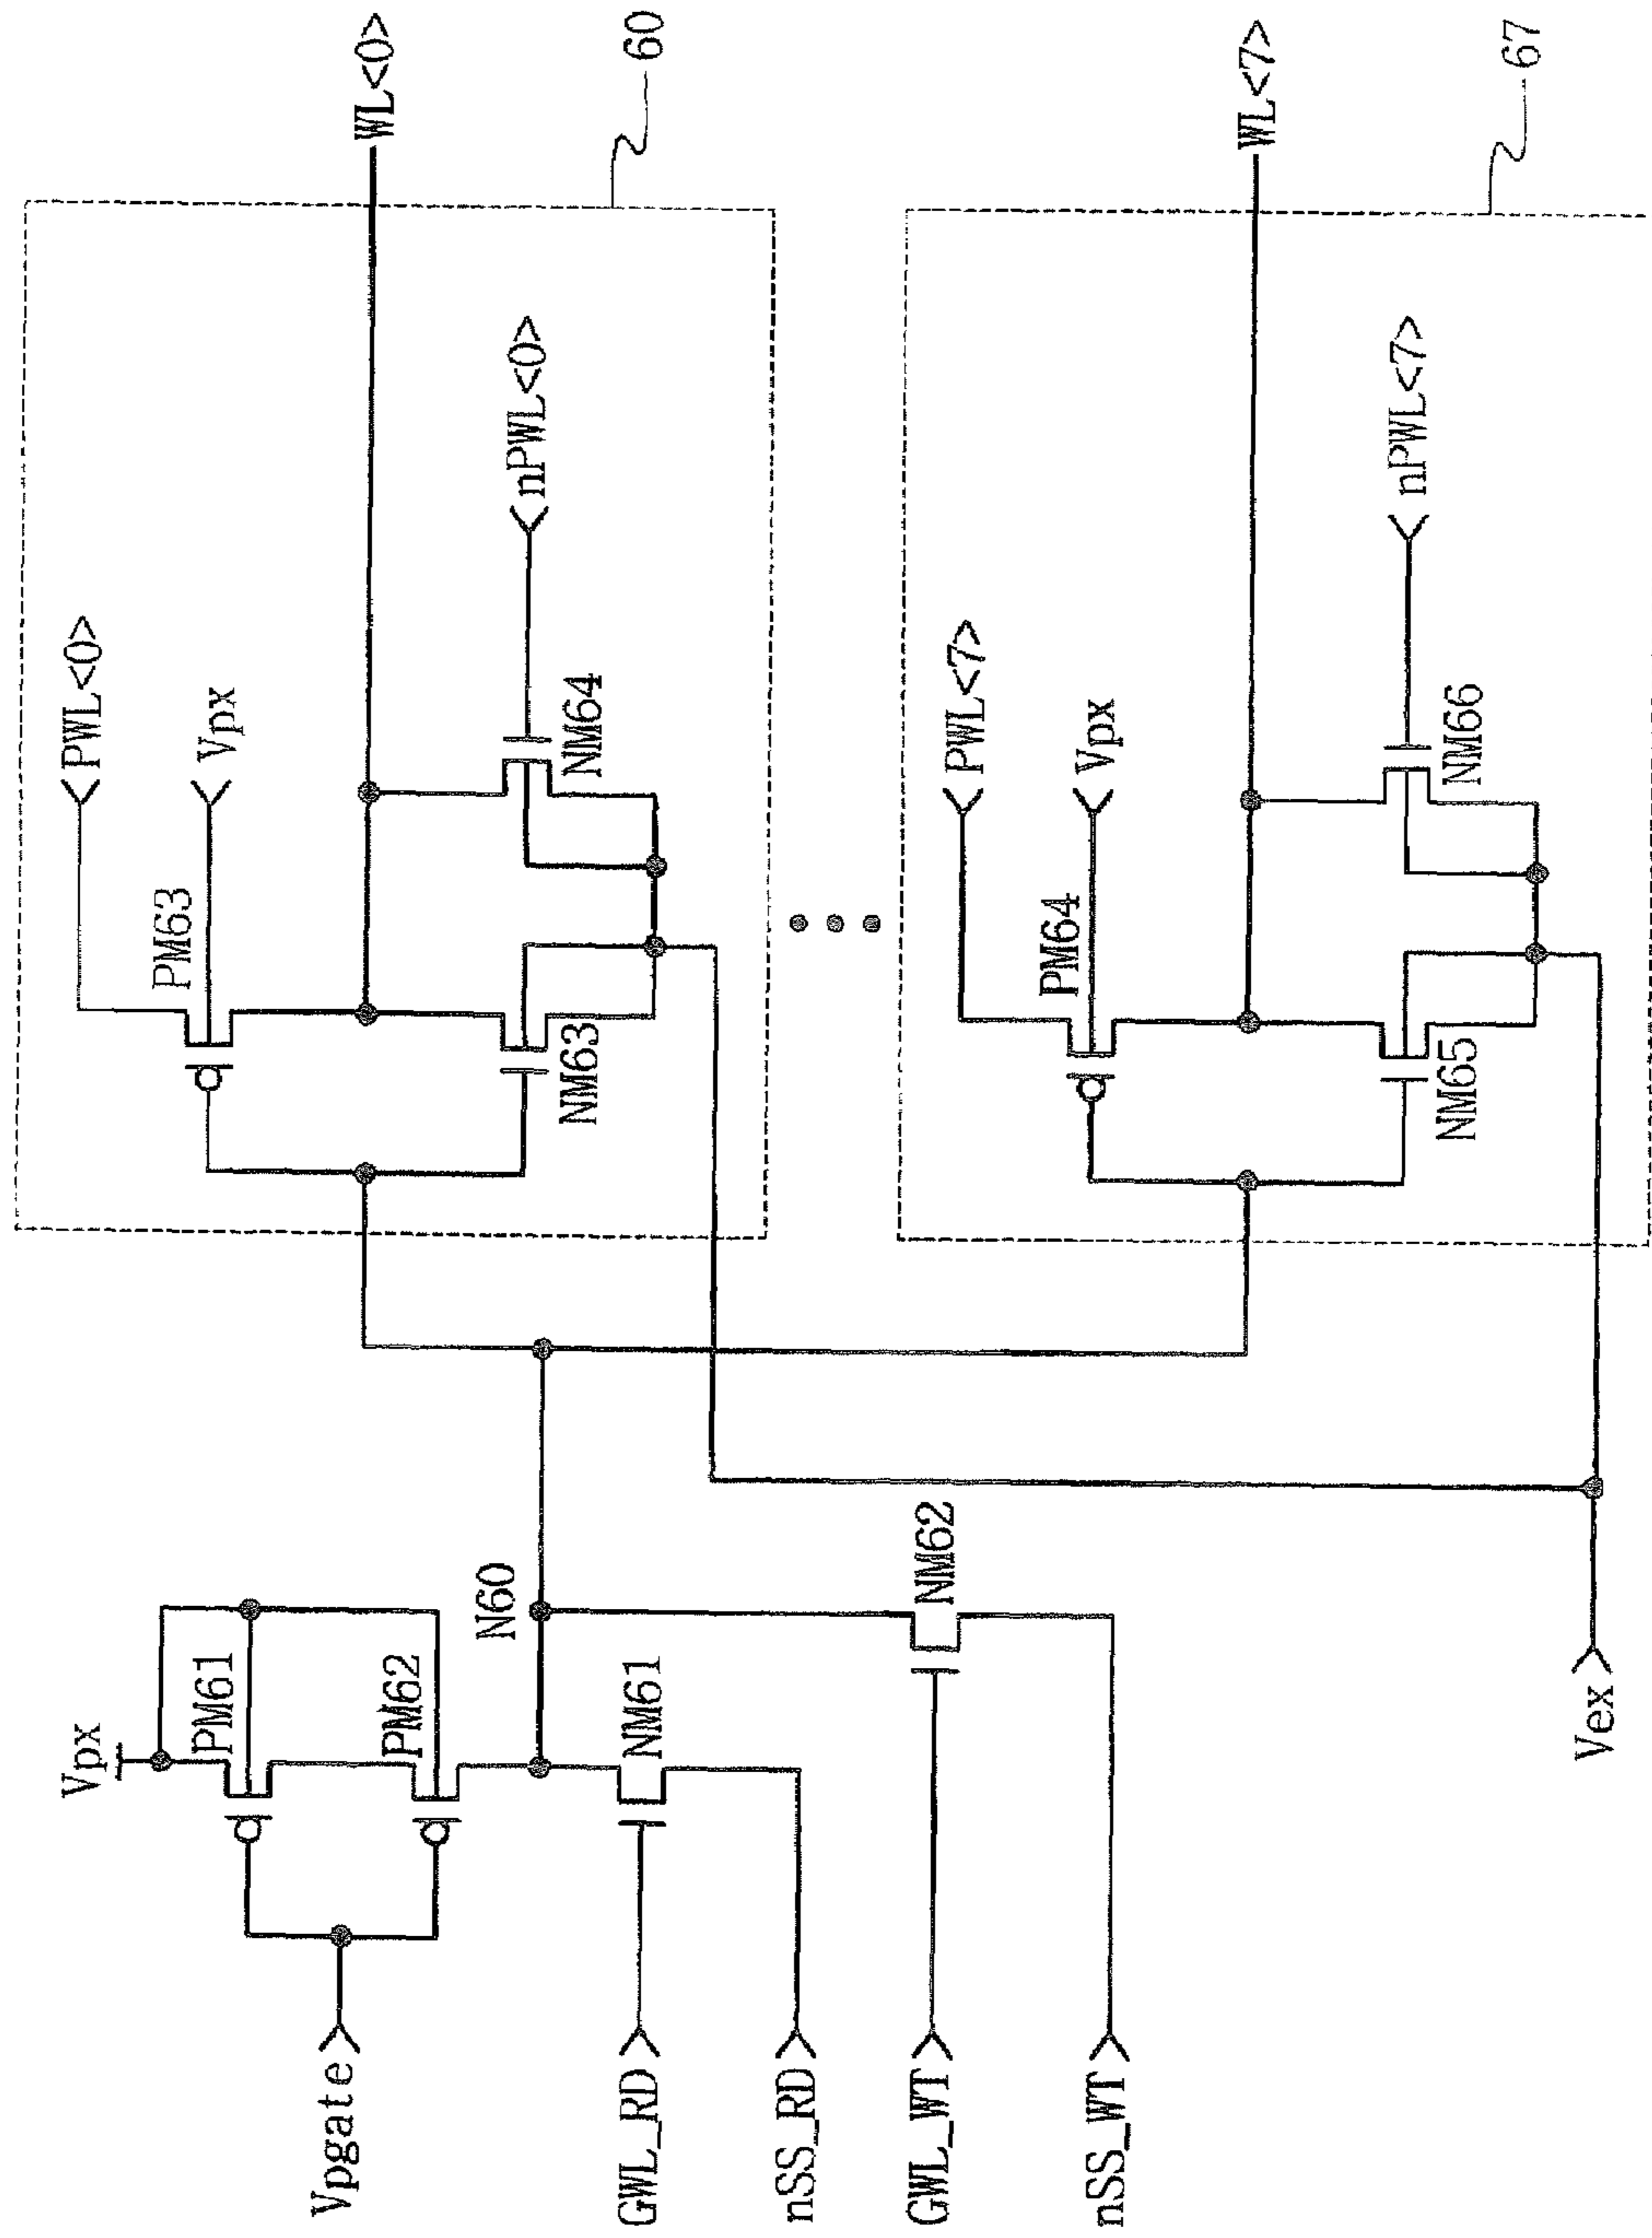 Vpgate
GWL_RD
nSS_RD
GWL_WT
nSS_WT
Vpx
PM61
PM62
N60
NM61
NM62
Vex
PM63
PWL<0>
Vpx
NM63
NM64
nPWL<0>
WL<0>
60
PM64
PWL<7>
Vpx
NM65
NM66
nPWL<7>
WL<7>
67